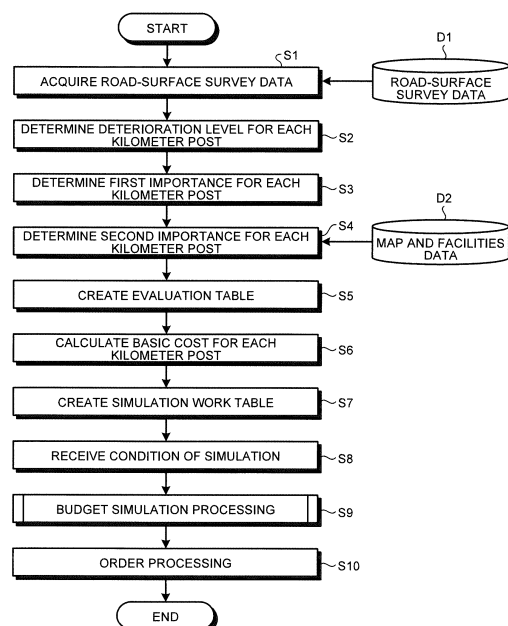 START
S1
D1
ACQUIRE ROAD-SURFACE SURVEY DATA
ROAD-SURFACE
SURVEY DATA
DETERMINE DETERIORATION LEVEL FOR EACH
KILOMETER POST
S2
DETERMINE FIRST IMPORTANCE FOR EACH
KILOMETER POST
S3
D2
S4
DETERMINE SECOND IMPORTANCE FOR EACH
KILOMETER POST
MAP AND FACILITIES
DATA
CREATE EVALUATION TABLE
S5
CALCULATE BASIC COST FOR EACH
KILOMETER POST
S6
CREATE SIMULATION WORK TABLE
S7
RECEIVE CONDITION OF SIMULATION
S8
BUDGET SIMULATION PROCESSING
S9
ORDER PROCESSING
S10
END